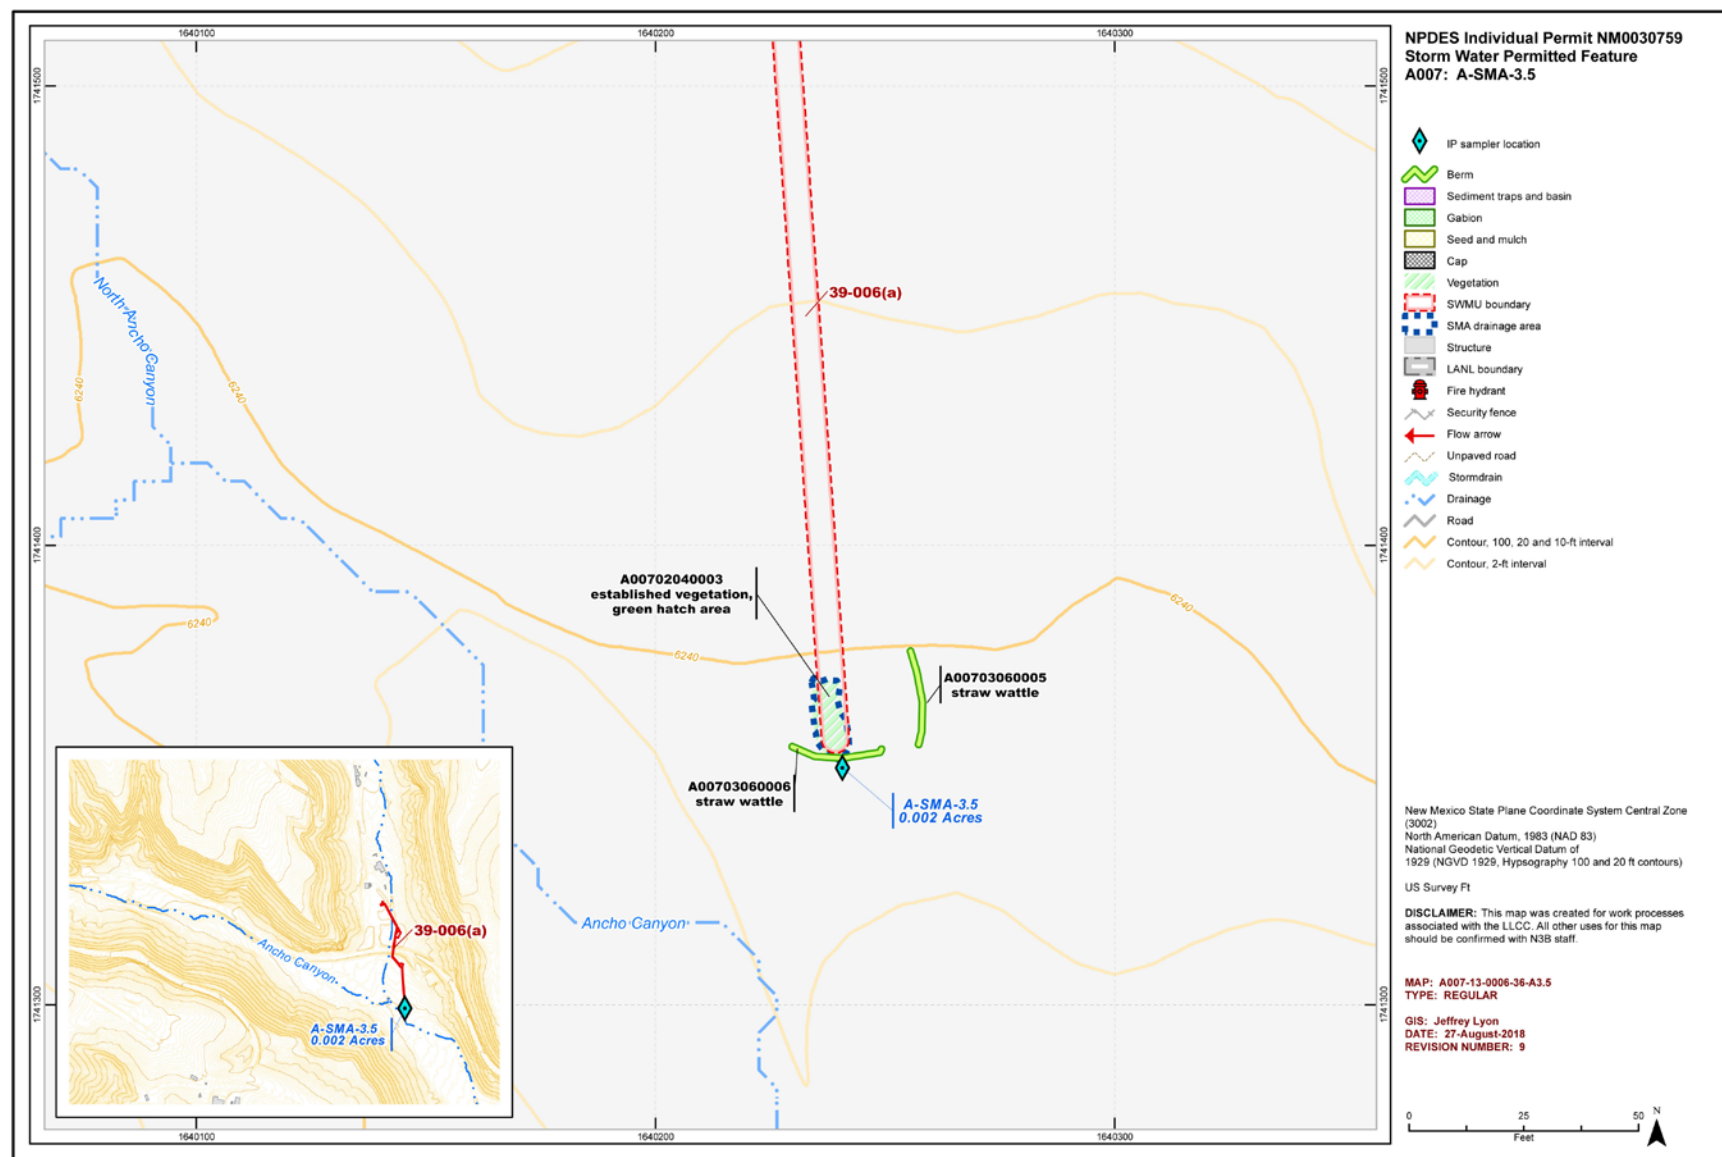 1640100
1640200
1640300
1741500
1741500
North Ancho Canyon
6240
6240
39-006(a)
1741400
1741400
A00702040003
established vegetation,
green hatch area
6240
6240
6240
A00703060005
straw wattle
A00703060006
straw wattle
A-SMA-3.5
0.002 Acres
Ancho Canyon
39-006(a)
Ancho Canyon
A-SMA-3.5
0.002 Acres
1741300
1741300
1640100
1640200
1640300
NPDES Individual Permit NM0030759
Storm Water Permitted Feature
A007: A-SMA-3.5
IP sampler location
Berm
Sediment traps and basin
Gabion
Seed and mulch
Cap
Vegetation
SWMU boundary
SMA drainage area
Structure
LANL boundary
Fire hydrant
Security fence
Flow arrow
Unpaved road
Stormdrain
Drainage
Road
Contour, 100, 20 and 10-ft interval
Contour, 2-ft interval
New Mexico State Plane Coordinate System Central Zone
(3002)
North American Datum, 1983 (NAD 83)
National Geodetic Vertical Datum of
1929 (NGVD 1929, Hypsography 100 and 20 ft contours)
US Survey Ft
DISCLAIMER: This map was created for work processes
associated with the LLCC. All other uses for this map
should be confirmed with N3B staff.
MAP: A007-13-0006-36-A3.5
TYPE: REGULAR
GIS: Jeffrey Lyon
DATE: 27-August-2018
REVISION NUMBER: 9
0 25 50
Feet
N